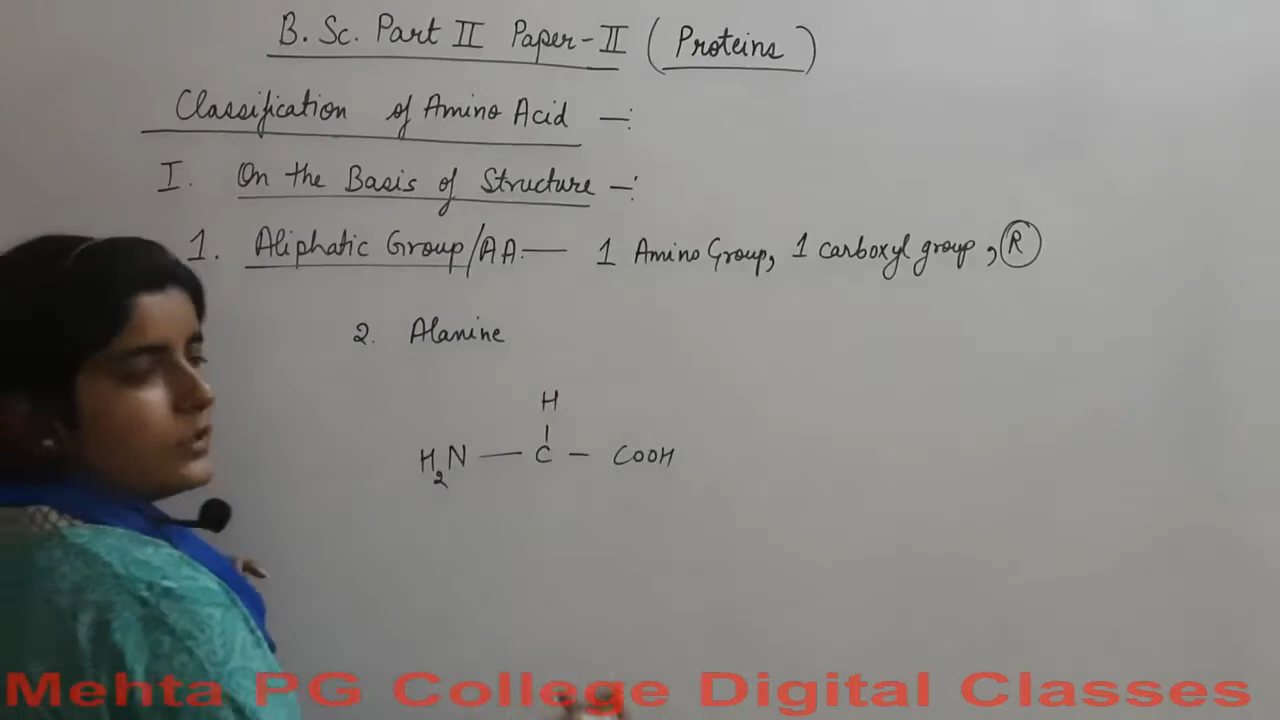 B. Sc. Part II Paper-II (Proteins)
Classification of Amino Acid —:
I. On the Basis of Structure —:
1. Aliphatic Group/AA — 1 Amino Group, 1 carboxyl group, R
2. Alanine
H
H2N — C — COOH
Mehta PG College Digital Classes